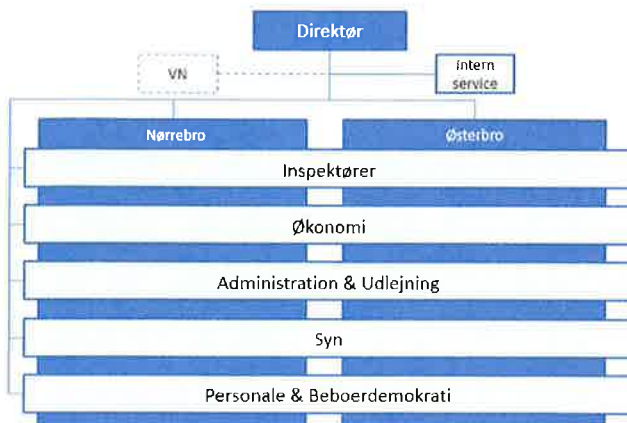 Direktør
VN
Intern
service
Nørrebro
Østerbro
Inspektører
Økonomi
Administration & Udlejning
Syn
Personale & Beboerdemokrati